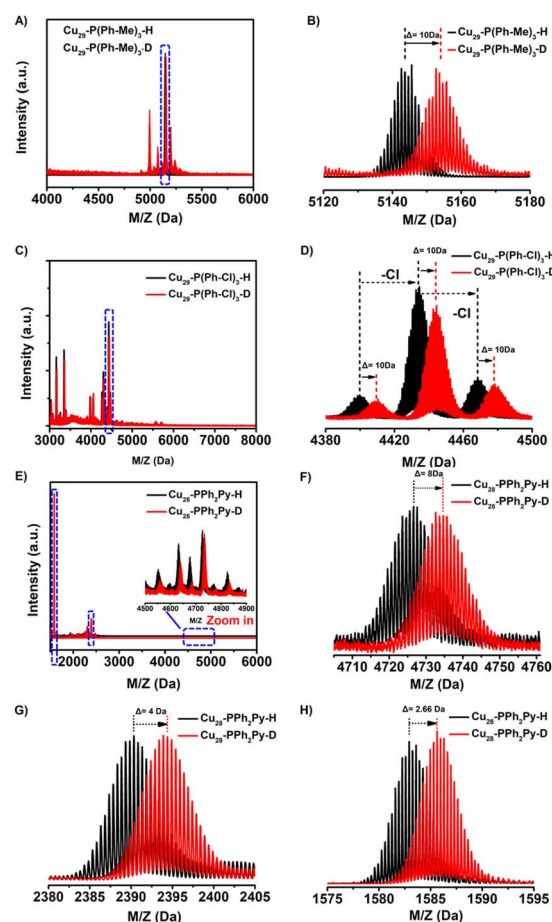 A)
Cu29-P(Ph-Me)3-H
Cu29-P(Ph-Me)3-D
Intensity (a.u.)
4000 4500 5000 5500 6000
M/Z (Da)
B)
Δ= 10Da
Cu29-P(Ph-Me)3-H
Cu29-P(Ph-Me)3-D
5120 5140 5160 5180
M/Z (Da)
C)
Cu29-P(Ph-Cl)3-H
Cu29-P(Ph-Cl)3-D
Intensity (a.u.)
3000 4000 5000 6000 7000 8000
M/Z (Da)
D)
Δ= 10Da
Cu29-P(Ph-Cl)3-H
Cu29-P(Ph-Cl)3-D
-Cl
-Cl
Δ= 10Da
Δ= 10Da
4380 4420 4460 4500
M/Z (Da)
E)
Cu28-PPh2Py-H
Cu28-PPh2Py-D
Intensity (a.u.)
4500 4600 4700 4800 4900
M/Z Zoom in
2000 3000 4000 5000 6000
M/Z (Da)
F)
Δ= 8Da
Cu28-PPh2Py-H
Cu28-PPh2Py-D
4710 4720 4730 4740 4750 4760
M/Z (Da)
G)
Δ= 4 Da
Cu28-PPh2Py-H
Cu28-PPh2Py-D
2380 2385 2390 2395 2400 2405
M/Z (Da)
H)
Δ= 2.66 Da
Cu28-PPh2Py-H
Cu28-PPh2Py-D
1575 1580 1585 1590 1595
M/Z (Da)